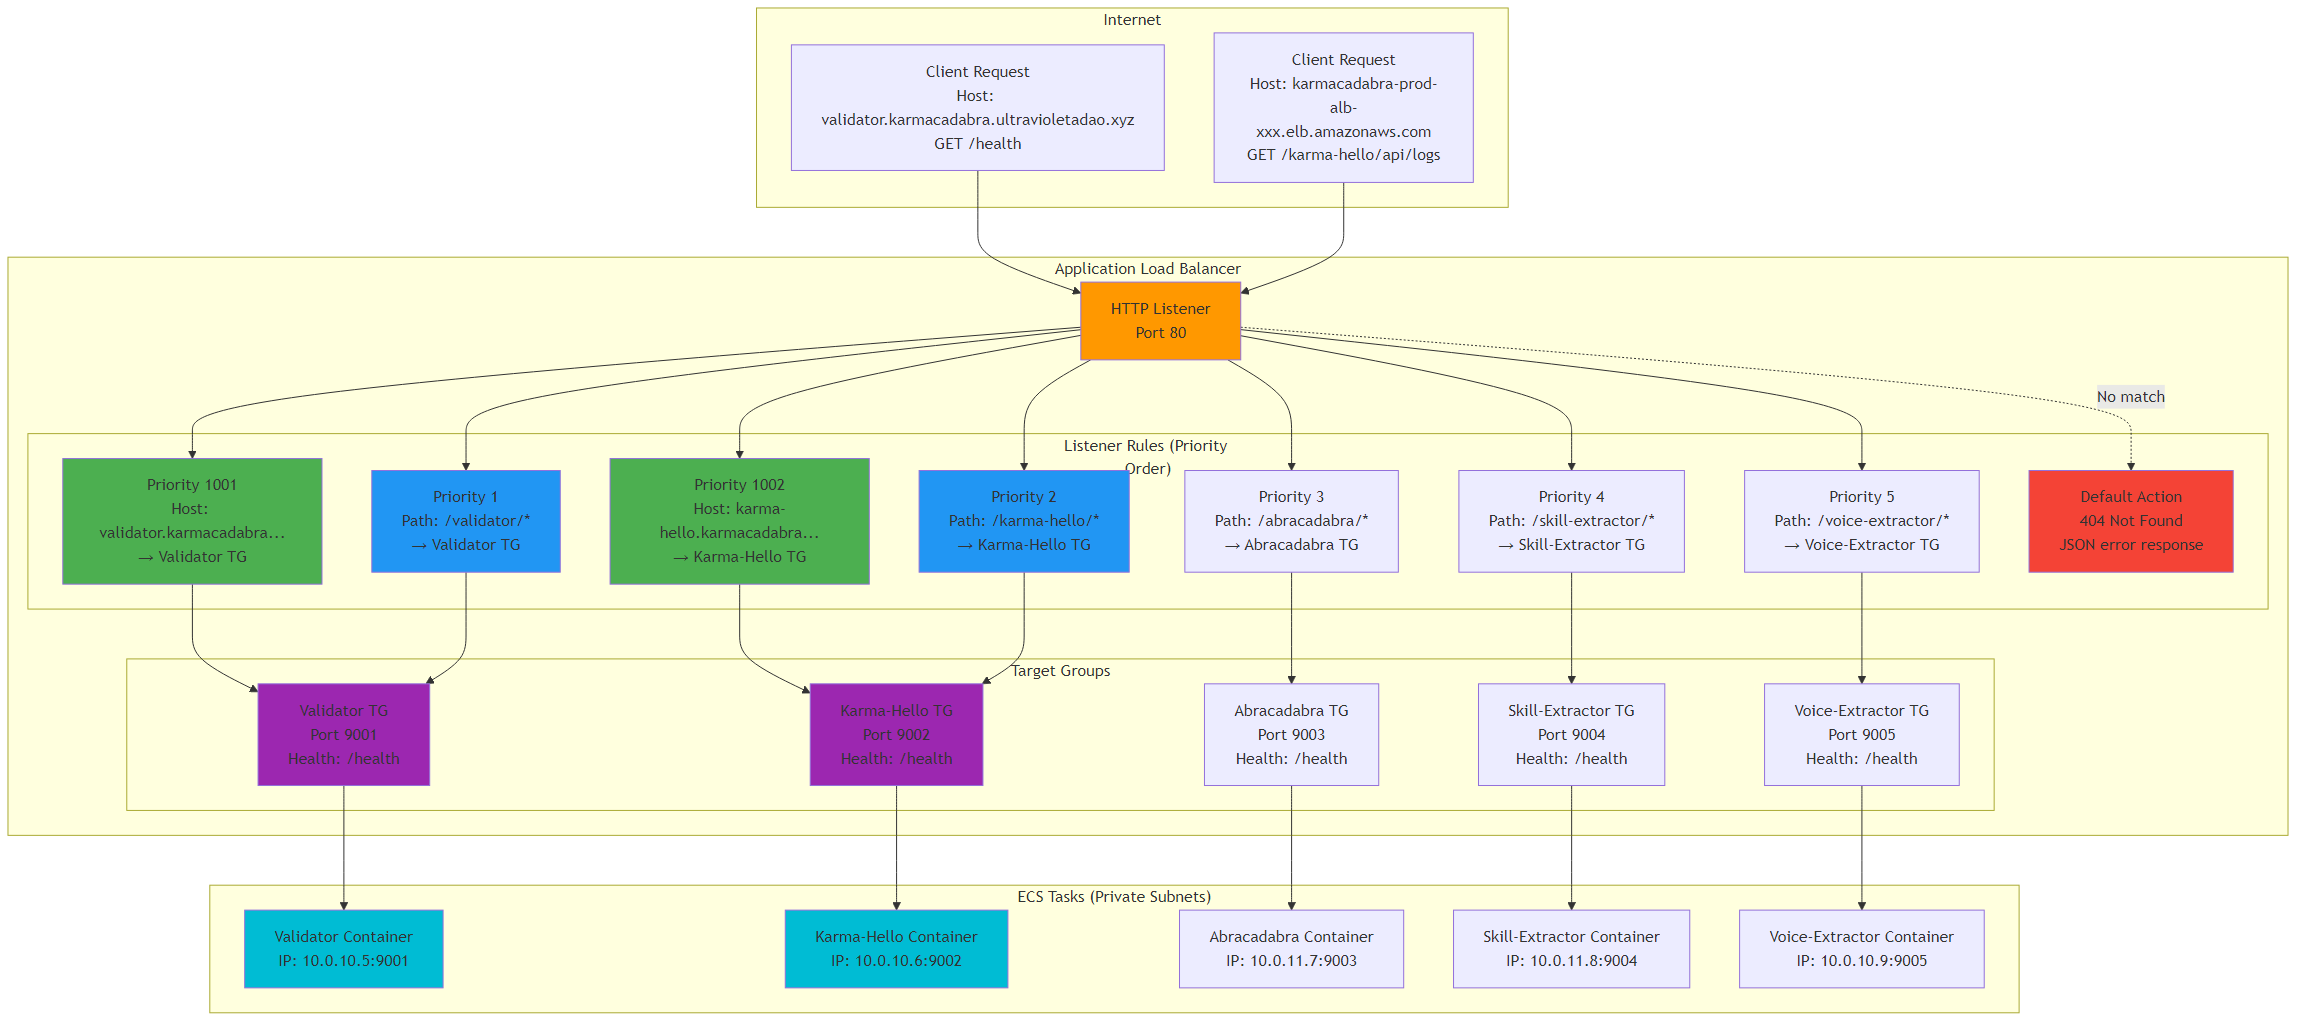 Internet
Client Request
Host:
validator.karmacadabra.ultravioletadao.xyz
GET /health
Client Request
Host: karmacadabra-prod-
alb-
xxx.elb.amazonaws.com
GET /karma-hello/api/logs
Application Load Balancer
HTTP Listener
Port 80
No match
Listener Rules (Priority
Order)
Priority 1001
Host:
validator.karmacadabra...
→ Validator TG
Priority 1
Path: /validator/*
→ Validator TG
Priority 1002
Host: karma-
hello.karmacadabra...
→ Karma-Hello TG
Priority 2
Path: /karma-hello/*
→ Karma-Hello TG
Priority 3
Path: /abracadabra/*
→ Abracadabra TG
Priority 4
Path: /skill-extractor/*
→ Skill-Extractor TG
Priority 5
Path: /voice-extractor/*
→ Voice-Extractor TG
Default Action
404 Not Found
JSON error response
Target Groups
Validator TG
Port 9001
Health: /health
Karma-Hello TG
Port 9002
Health: /health
Abracadabra TG
Port 9003
Health: /health
Skill-Extractor TG
Port 9004
Health: /health
Voice-Extractor TG
Port 9005
Health: /health
ECS Tasks (Private Subnets)
Validator Container
IP: 10.0.10.5:9001
Karma-Hello Container
IP: 10.0.10.6:9002
Abracadabra Container
IP: 10.0.11.7:9003
Skill-Extractor Container
IP: 10.0.11.8:9004
Voice-Extractor Container
IP: 10.0.10.9:9005